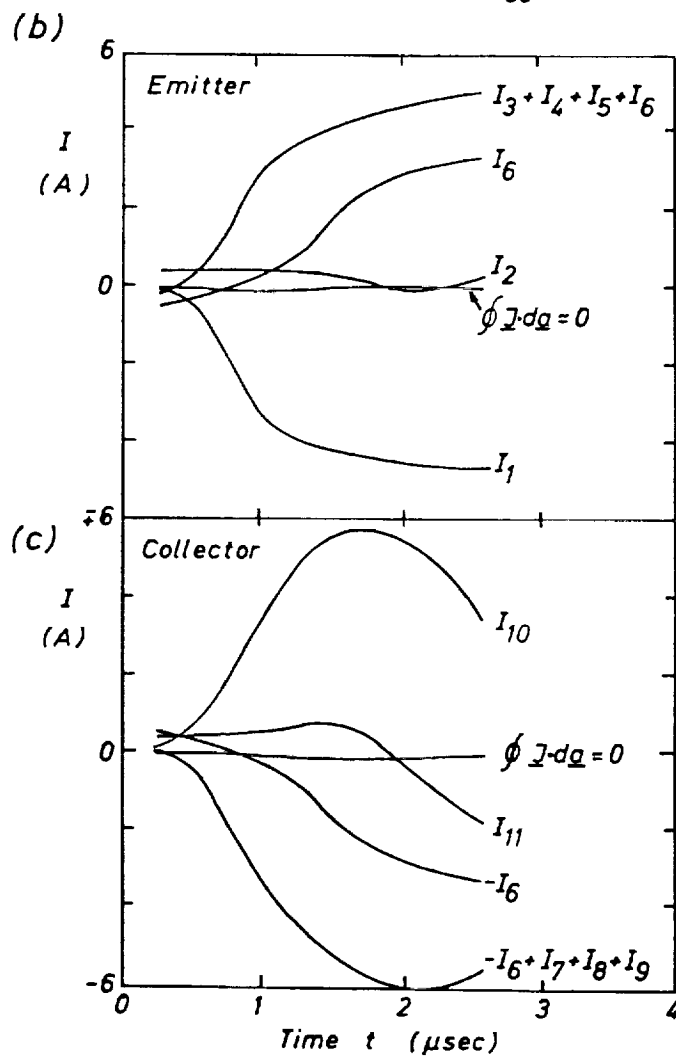 (b)
6
Emitter
I
(A)
I₃ + I₄ + I₅ + I₆
I₆
I₂
0
∮ J·da = 0
I₁
(c)
Collector
I
(A)
I₁₀
0
∮ J·da = 0
I₁₁
-I₆
-I₆ + I₇ + I₈ + I₉
-6
0
1
2
3
4
Time t (μsec)